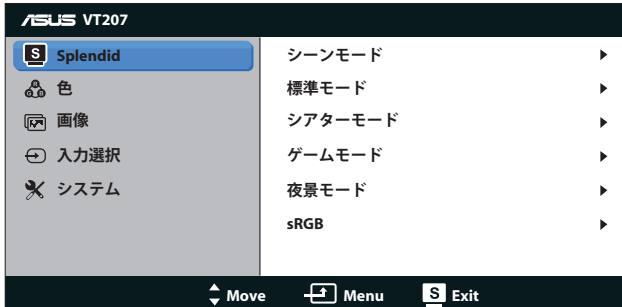 ASUS VT207
S Splendid
色
画像
入力選択
システム
シーンモード
標準モード
シアターモード
ゲームモード
夜景モード
sRGB
Move Menu S Exit